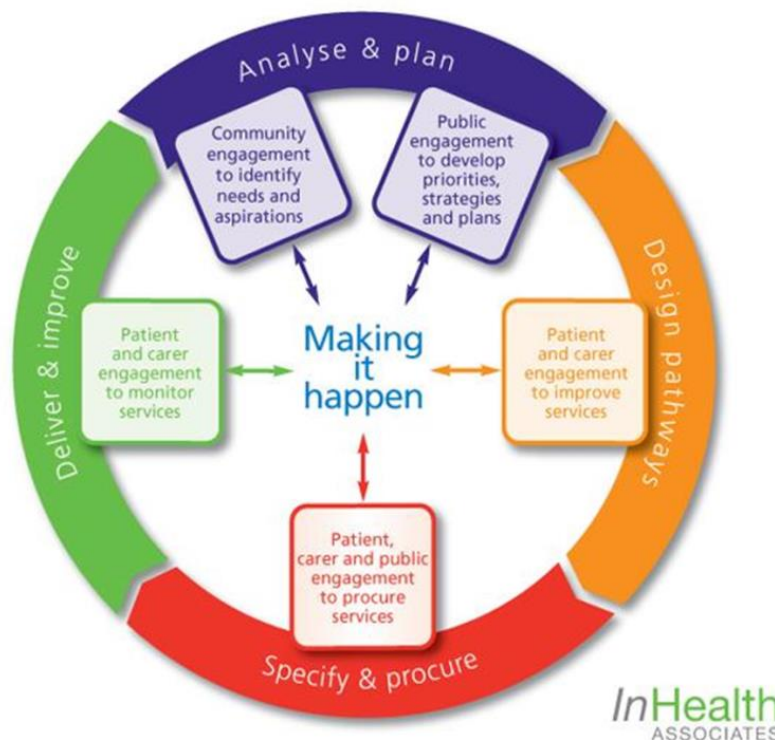 Analyse & plan
Community
engagement
to identify
needs and
aspirations
Public
engagement
to develop
priorities,
strategies
and plans
Design pathways
Deliver & improve
Patient
and carer
engagement
to monitor
services
Making
it
happen
Patient
and carer
engagement
to improve
services
Patient,
carer and public
engagement
to procure
services
Specify & procure
InHealth
ASSOCIATES